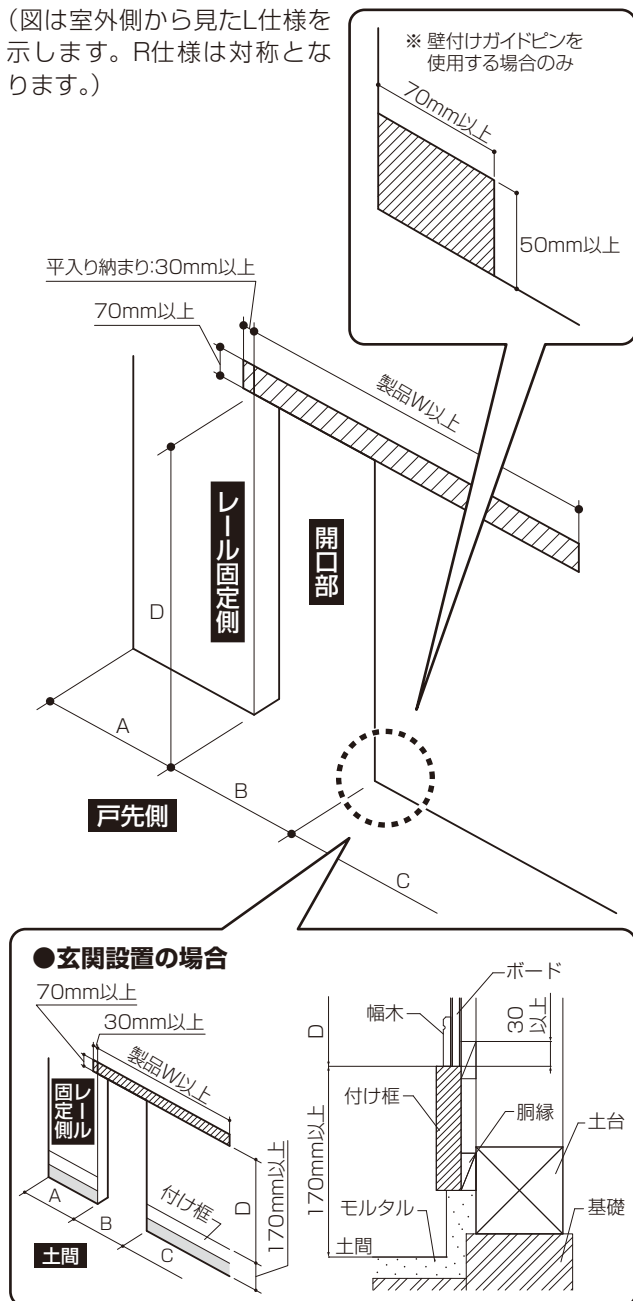 （図は室外側から見たL仕様を
示します。R仕様は対称とな
ります。）
※ 壁付けガイドピンを
使用する場合のみ
70mm以上
50mm以上
平入り納まり:30mm以上
70mm以上
製品W以上
レール固定側
開口部
D
A
B
C
戸先側
●玄関設置の場合
70mm以上
30mm以上
製品W以上
レール
固定側
A
B
C
付け框
D
170mm以上
土間
ボード
幅木
D
30
以上
付け框
胴縁
土台
170mm以上
モルタル
基礎
土間